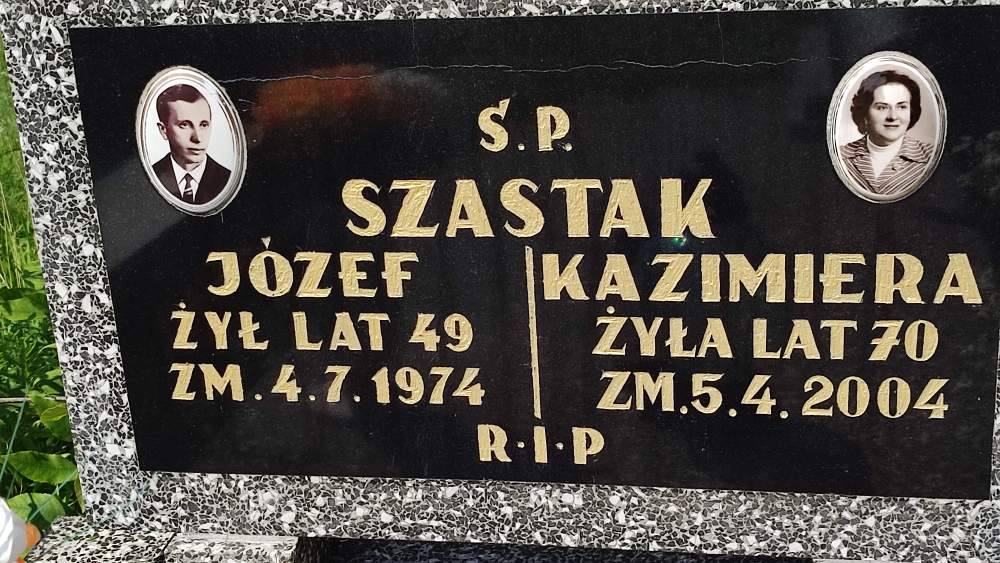 Ś.P.
SZASTAK
JÓZEF
ŻYŁ LAT 49
ZM. 4.7.1974
KAZIMIERA
ŻYŁA LAT 70
ZM. 5.4.2004
R·I·P